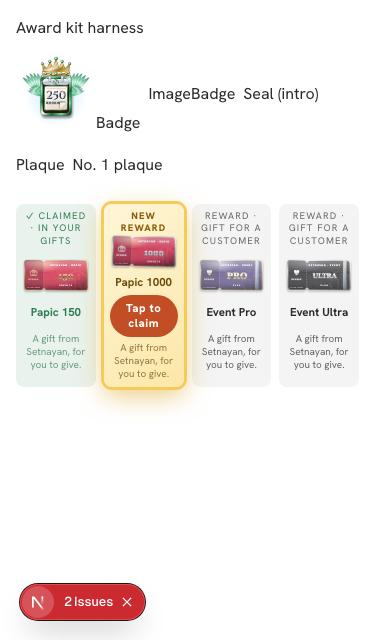 Award kit harness
250
ImageBadge Seal (intro)
Badge
Plaque No. 1 plaque
✓ CLAIMED
· IN YOUR
GIFTS
Papic 150
A gift from
Setnayan, for
you to give.
NEW
REWARD
1000
Papic 1000
Tap to
claim
A gift from
Setnayan, for
you to give.
REWARD ·
GIFT FOR A
CUSTOMER
PRO
Event Pro
A gift from
Setnayan, for
you to give.
REWARD ·
GIFT FOR A
CUSTOMER
ULTRA
Event Ultra
A gift from
Setnayan, for
you to give.
N
2 Issues